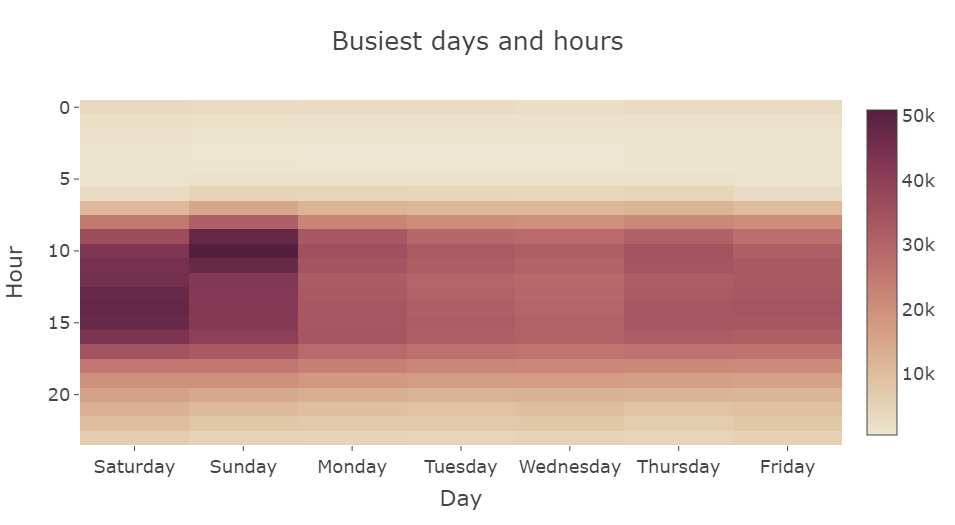 Busiest days and hours
0
5
10
15
20
Hour
Saturday Sunday Monday Tuesday Wednesday Thursday Friday
Day
50k
40k
30k
20k
10k